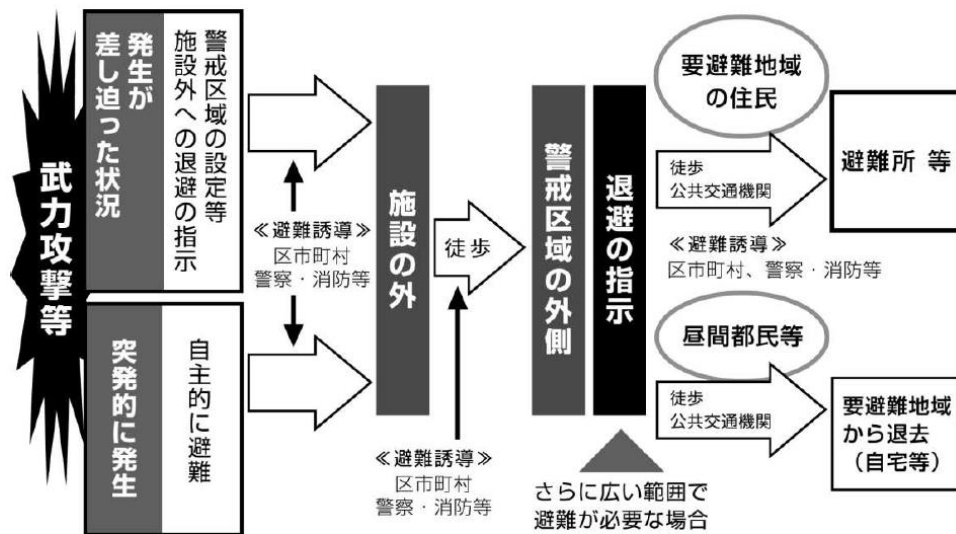 武力攻撃等
発生が
差し迫った状況
警戒区域の設定等
施設外への退避の指示
突発的に発生
自主的に避難
≪避難誘導≫
区市町村
警察・消防等
施設の外
徒歩
≪避難誘導≫
区市町村
警察・消防等
警戒区域の外側
退避の指示
さらに広い範囲で
避難が必要な場合
要避難地域
の住民
徒歩
公共交通機関
≪避難誘導≫
区市町村、警察・消防等
避難所 等
昼間都民等
徒歩
公共交通機関
要避難地域
から退去
（自宅等）